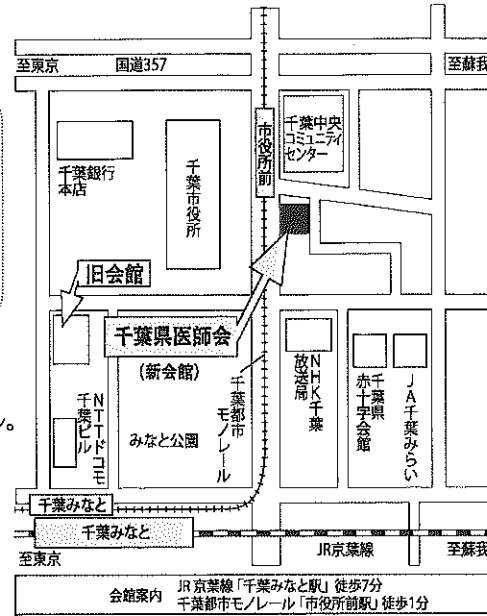 至東京
国道357
至蘇我
千葉銀行
本店
千葉市役所
市役所前
千葉中央
コミュニティ
センター
旧会館
千葉県医師会
(新会館)
NTTドコモ
千葉ビル
みなと公園
千葉都市
モノレール
NHK千葉
放送局
千葉県
赤十字会館
JA千葉みらい
ん。
千葉みなと
千葉みなと
至東京
JR京葉線
至蘇我
会館案内
JR京葉線「千葉みなと駅」徒歩7分
千葉都市モノレール「市役所前駅」徒歩1分